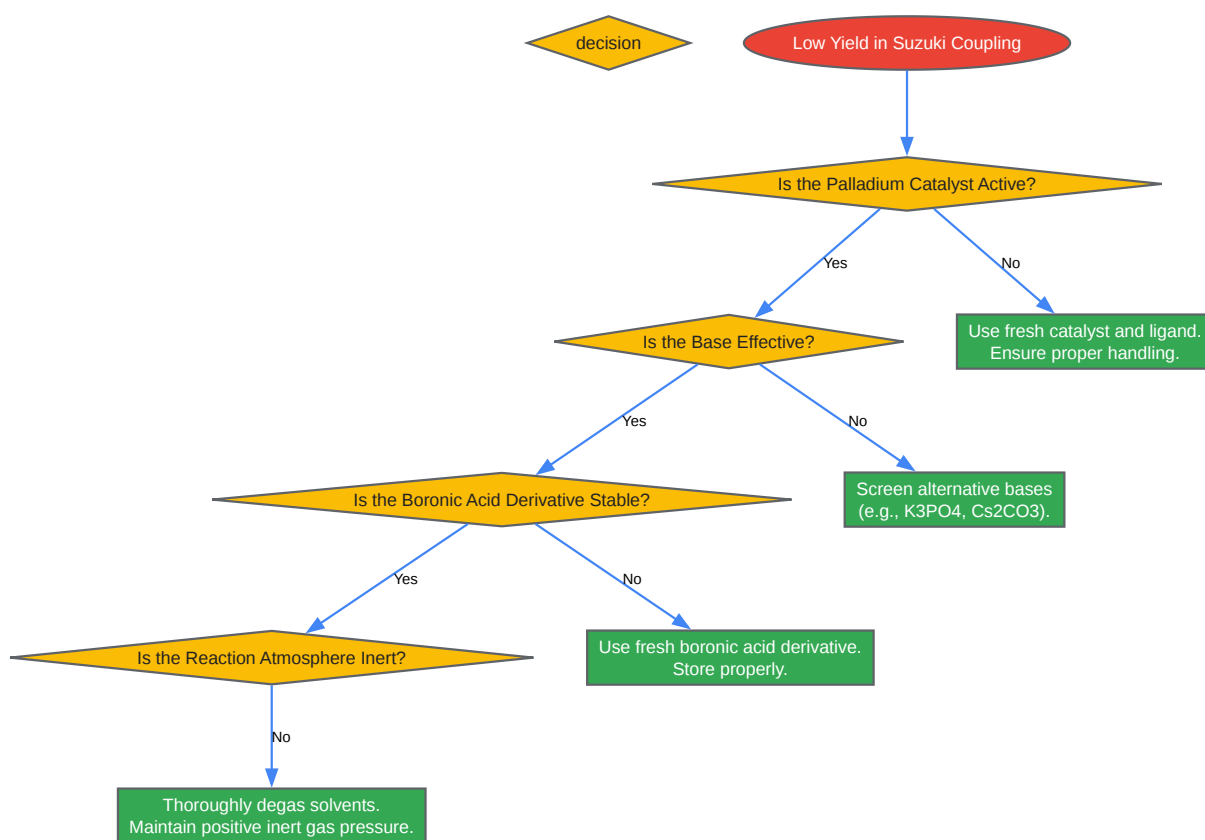 decision
Low Yield in Suzuki Coupling
Is the Palladium Catalyst Active?
Yes
No
Is the Base Effective?
Use fresh catalyst and ligand.
Ensure proper handling.
Yes
No
Is the Boronic Acid Derivative Stable?
Screen alternative bases
(e.g., K3PO4, Cs2CO3).
Yes
No
Is the Reaction Atmosphere Inert?
Use fresh boronic acid derivative.
Store properly.
No
Thoroughly degas solvents.
Maintain positive inert gas pressure.